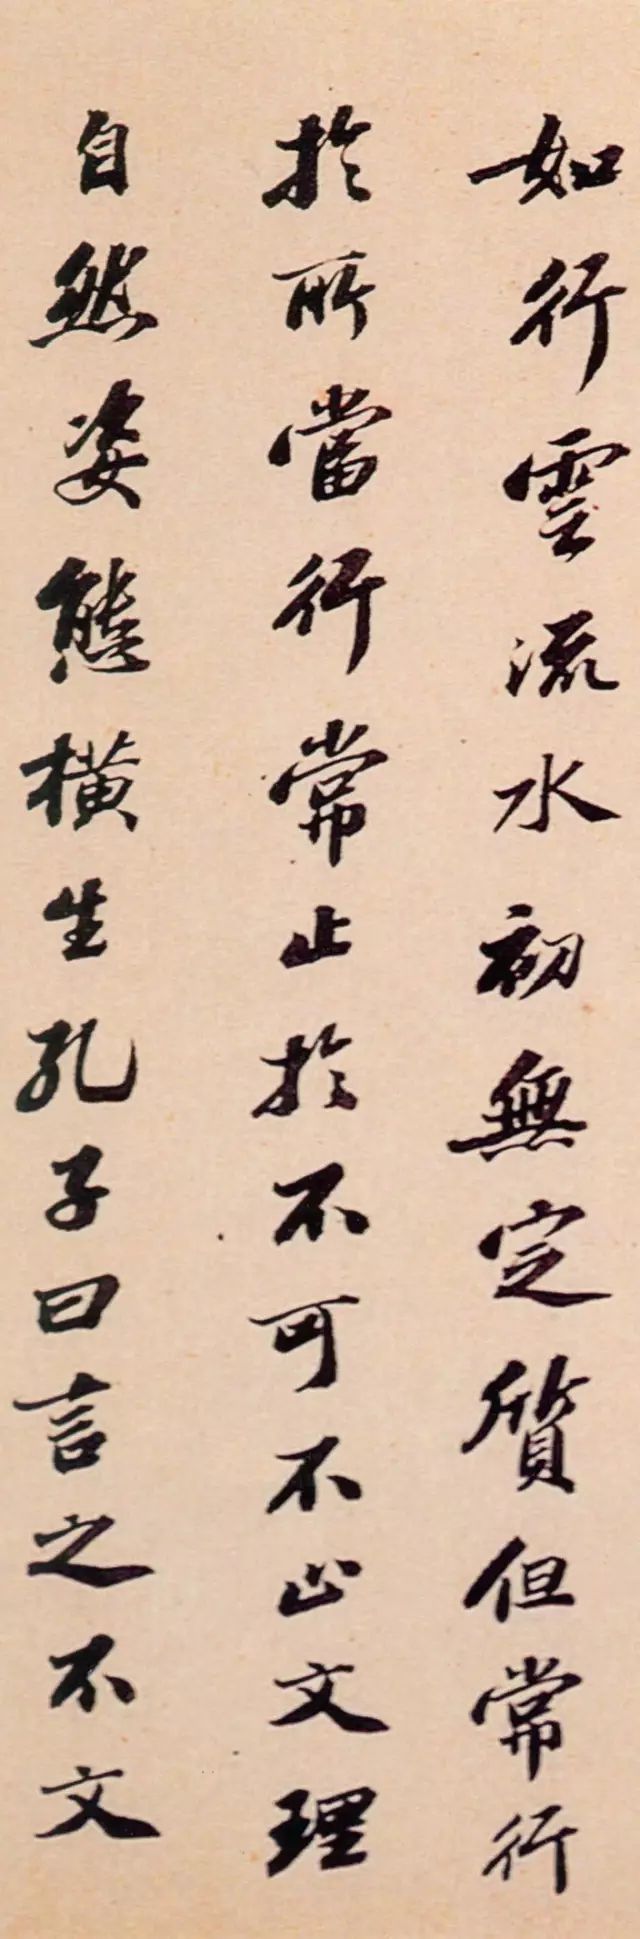 如行雲流水初無定質但常行
於所當行常止於不可不止文理
自然姿態橫生孔子曰言之不文